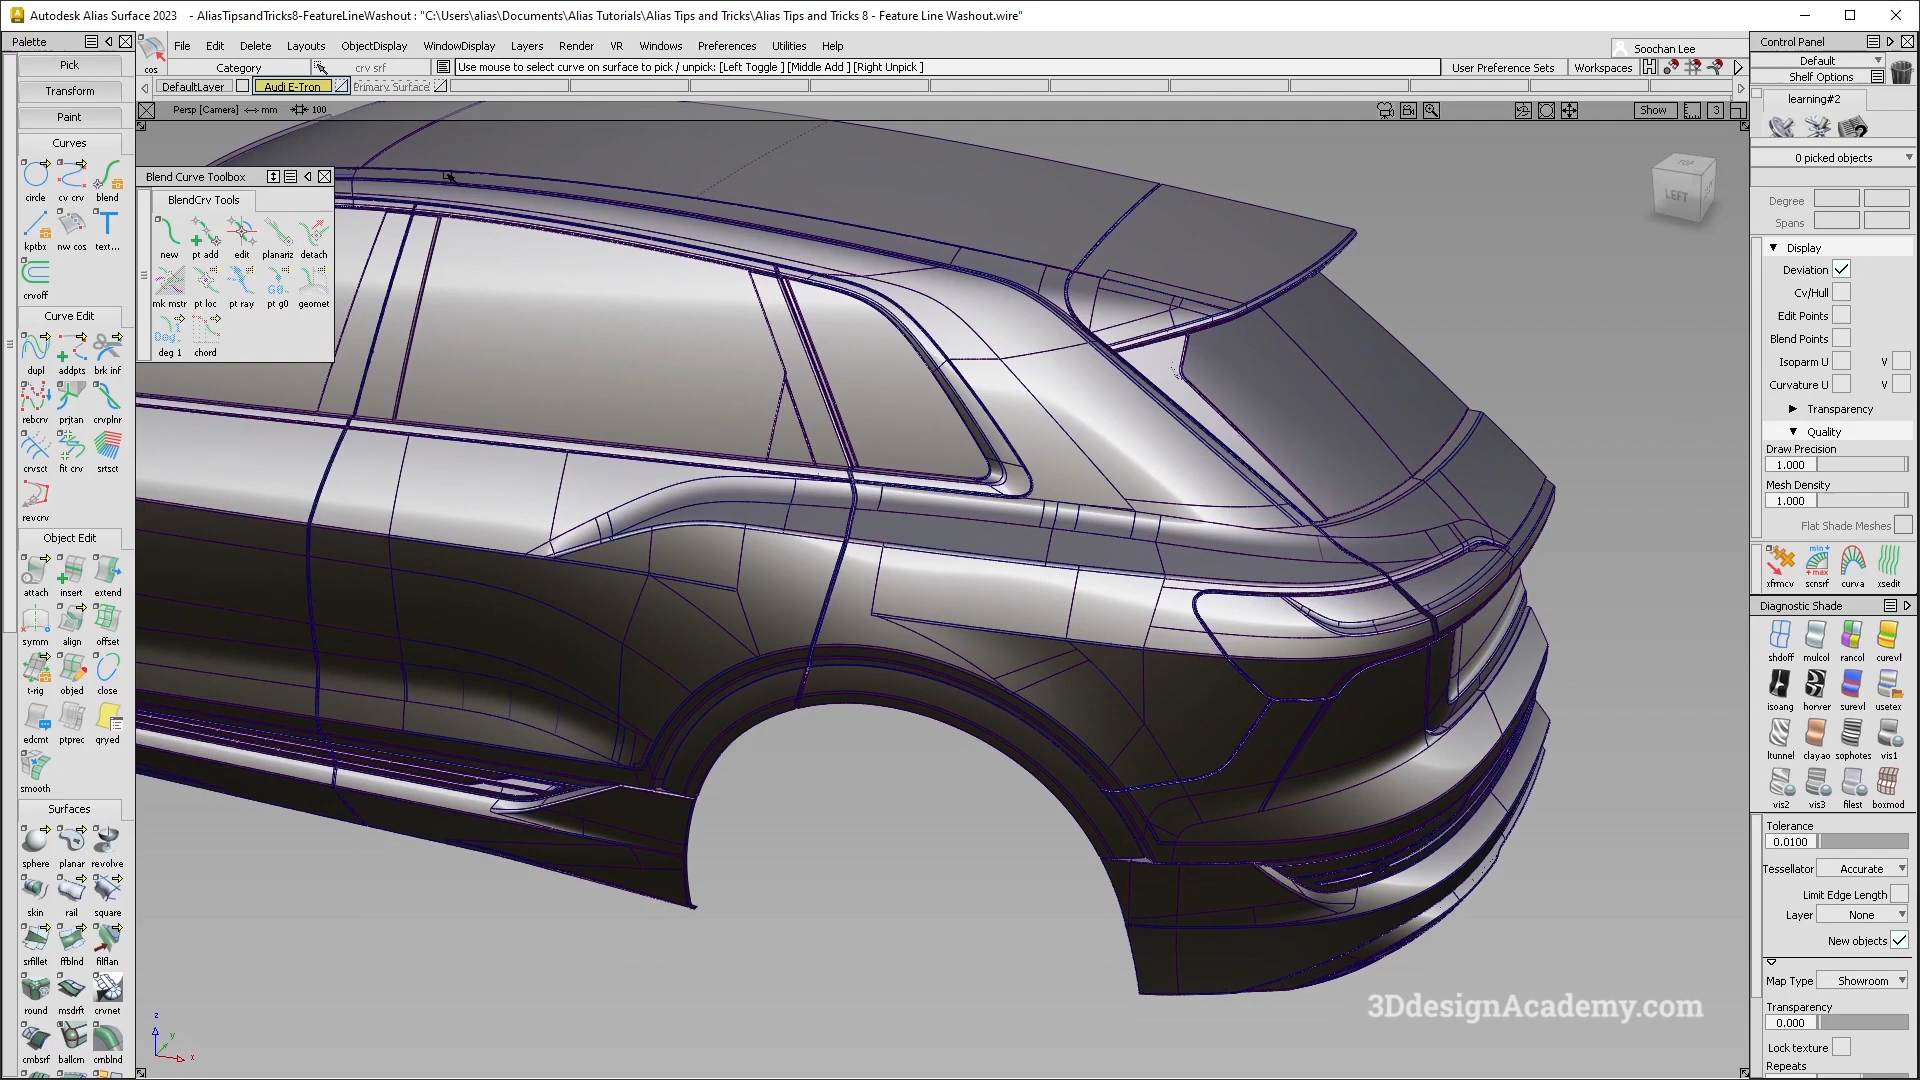 Autodesk Alias Surface 2023 - AliasTipsandTricks8-FeatureLineWashout : "C:\Users\alias\Documents\Alias Tutorials\Alias Tips and Tricks\Alias Tips and Tricks 8 - Feature Line Washout.wire"
Palette
File Edit Delete Layouts ObjectDisplay WindowDisplay Layers Render VR Windows Preferences Utilities Help
Soochan Lee
Control Panel
cos
Category
crv srf
Use mouse to select curve on surface to pick / unpick: [Left Toggle ] [Middle Add ] [Right Unpick ]
User Preference Sets
Workspaces
Default
Shelf Options
DefaultLayer
Audi E-Tron
Primary_Surface
Persp [Camera] mm 100
Show
3
learning#2
0 picked objects
Degree
Spans
Display
Deviation
Cv/Hull
Edit Points
Blend Points
Isoparm U V
Curvature U V
Transparency
Quality
Draw Precision
1.000
Mesh Density
1.000
Flat Shade Meshes
xfrmcv scnsrf curva xsedit
min
max
Diagnostic Shade
shdoff mulcol rancol curevl
isoang horver surevl usetex
ltunnel clayao sophotes vis1
vis2 vis3 filest boxmod
Tolerance
0.0100
Tessellator Accurate
Limit Edge Length
Layer None
New objects
Map Type Showroom
Transparency
0.000
Lock texture
Repeats
Pick
Transform
Paint
Curves
circle cv crv blend
kptbx nw cos text...
crvoff
Curve Edit
dupl addpts brk inf
rebcrv prjtan crvplnr
crvsct fit crv srtsct
revcrv
Object Edit
attach insert extend
symm align offset
t-rig objed close
edcmt ptprec qryed
smooth
Surfaces
sphere planar revolve
skin rail square
srfillet ffblnd filflan
round msdrft crvnet
cmbsrf ballcrn cmblnd
Blend Curve Toolbox
BlendCrv Tools
new pt add edit planariz detach
mk mstr pt loc pt ray pt g0 geomet
deg 1 chord
TOP
LEFT
z
y
x
3DdesignAcademy.com